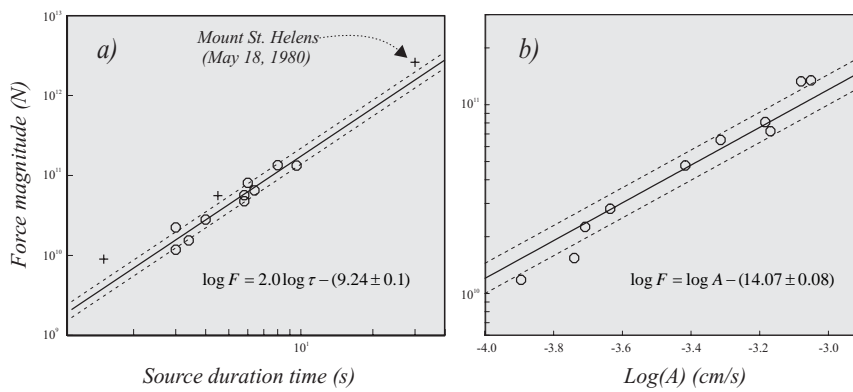 a)
Mount St. Helens
(May 18, 1980)
10¹³
10¹²
10¹¹
10¹⁰
10⁹
Force magnitude (N)
log F = 2.0 log τ − (9.24 ± 0.1)
10¹
Source duration time (s)
b)
10¹¹
10¹⁰
log F = log A − (14.07 ± 0.08)
-4.0 -3.8 -3.6 -3.4 -3.2 -3.0
Log(A) (cm/s)